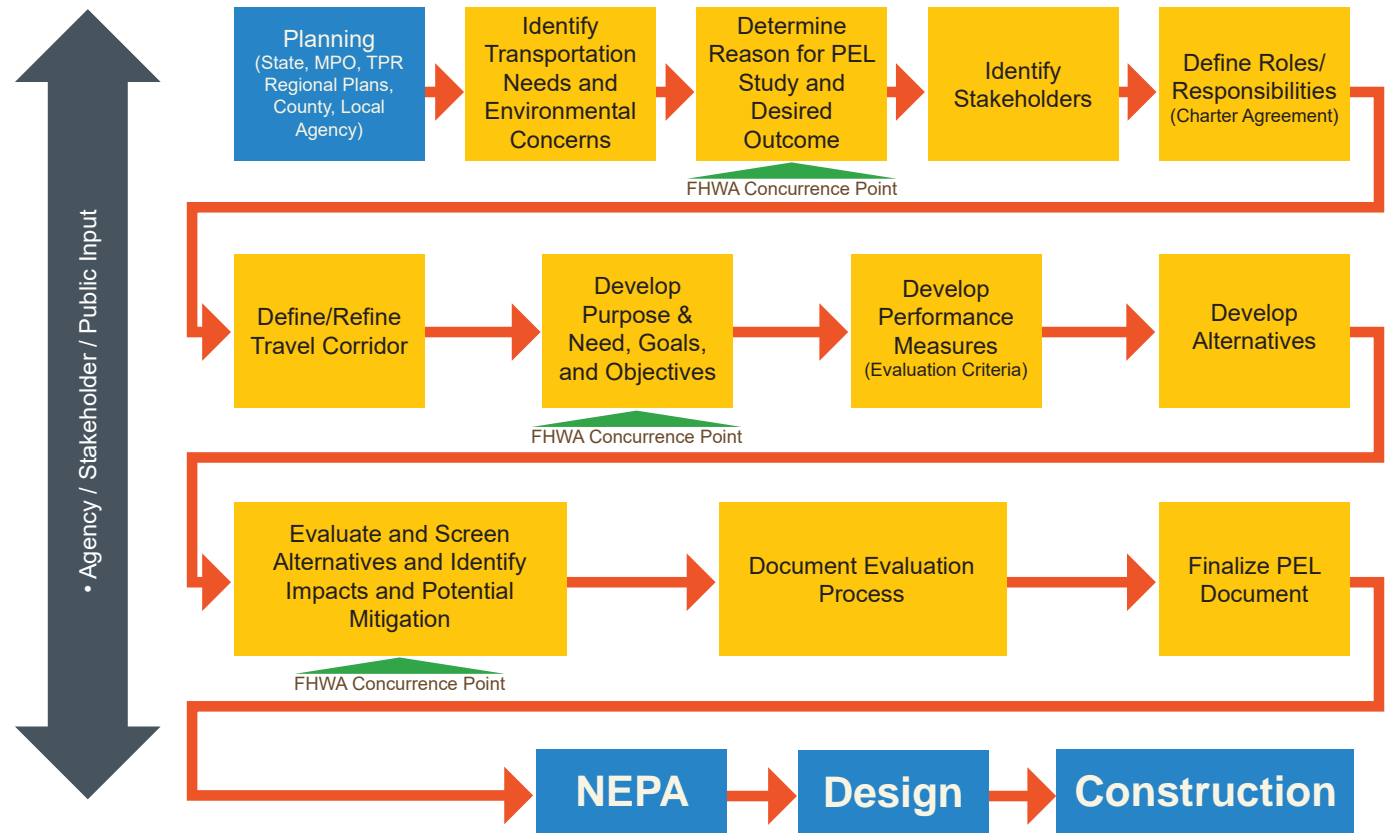 • Agency / Stakeholder / Public Input
Planning
(State, MPO, TPR
Regional Plans,
County, Local
Agency)
Identify
Transportation
Needs and
Environmental
Concerns
Determine
Reason for PEL
Study and
Desired
Outcome
FHWA Concurrence Point
Identify
Stakeholders
Define Roles/
Responsibilities
(Charter Agreement)
Define/Refine
Travel Corridor
Develop
Purpose &
Need, Goals,
and Objectives
FHWA Concurrence Point
Develop
Performance
Measures
(Evaluation Criteria)
Develop
Alternatives
Evaluate and Screen
Alternatives and Identify
Impacts and Potential
Mitigation
FHWA Concurrence Point
Document Evaluation
Process
Finalize PEL
Document
NEPA
Design
Construction